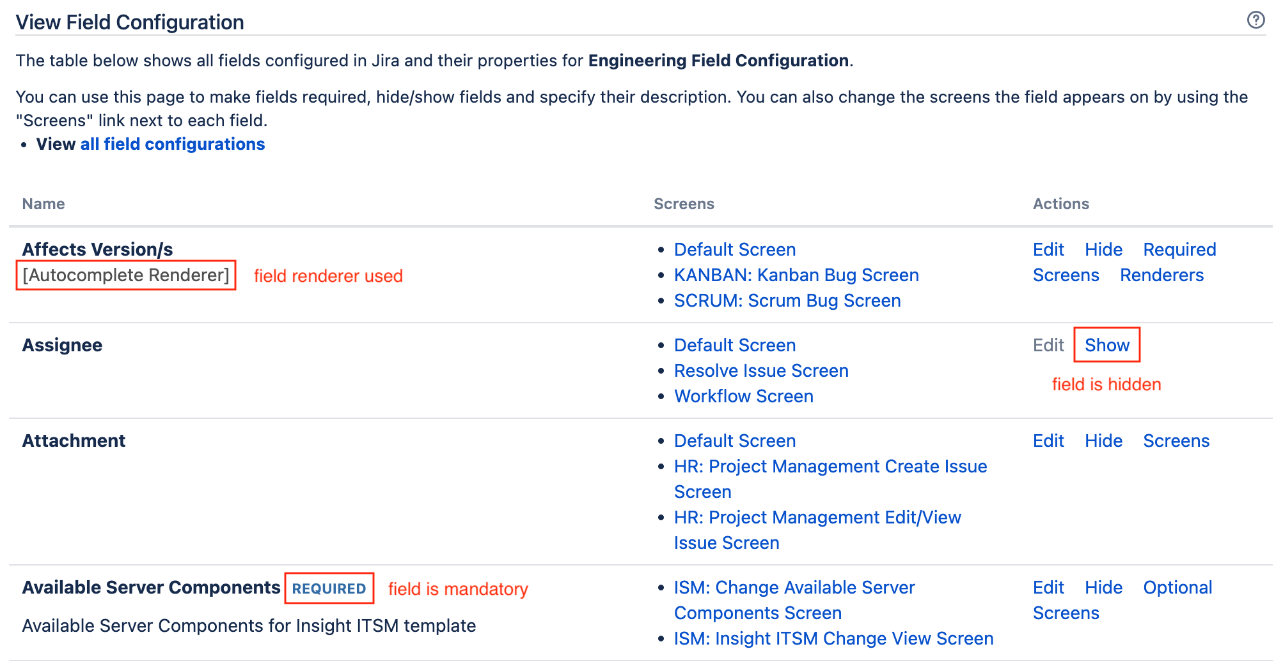 View Field Configuration
The table below shows all fields configured in Jira and their properties for Engineering Field Configuration.
You can use this page to make fields required, hide/show fields and specify their description. You can also change the screens the field appears on by using the
"Screens" link next to each field.
• View all field configurations
Name Screens Actions
Affects Version/s • Default Screen Edit Hide Required
[Autocomplete Renderer] field renderer used • KANBAN: Kanban Bug Screen Screens Renderers
• SCRUM: Scrum Bug Screen
Assignee • Default Screen Edit Show
• Resolve Issue Screen field is hidden
• Workflow Screen
Attachment • Default Screen Edit Hide Screens
• HR: Project Management Create Issue
Screen
• HR: Project Management Edit/View
Issue Screen
Available Server Components REQUIRED field is mandatory • ISM: Change Available Server Edit Hide Optional
Components Screen Screens
Available Server Components for Insight ITSM template • ISM: Insight ITSM Change View Screen